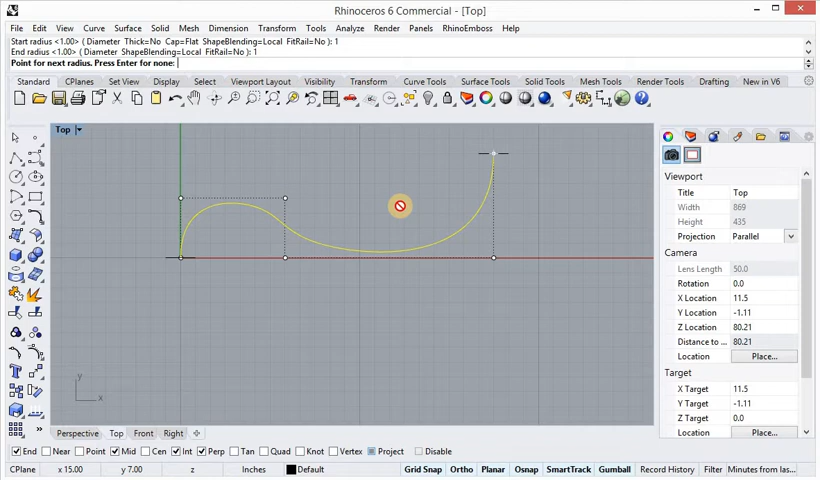 Rhinoceros 6 Commercial - [Top]
File Edit View Curve Surface Solid Mesh Dimension Transform Tools Analyze Render Panels RhinoEmboss Help
Start radius <1.00> ( Diameter Thick=No Cap=Flat ShapeBlending=Local FitRail=No ): 1
End radius <1.00> ( Diameter ShapeBlending=Local FitRail=No ): 1
Point for next radius. Press Enter for none:
Standard CPlanes Set View Display Select Viewport Layout Visibility Transform Curve Tools Surface Tools Solid Tools Mesh Tools Render Tools Drafting New in V6
Top
Viewport
Title Top
Width 869
Height 435
Projection Parallel
Camera
Lens Length 50.0
Rotation 0.0
X Location 11.5
Y Location -1.11
Z Location 80.21
Distance to ... 80.21
Location Place...
Target
X Target 11.5
Y Target -1.11
Z Target 0.0
Location Place...
y
x
Perspective Top Front Right
End Near Point Mid Cen Int Perp Tan Quad Knot Vertex Project Disable
CPlane x 15.00 y 7.00 z Inches Default Grid Snap Ortho Planar Osnap SmartTrack Gumball Record History Filter Minutes from las...